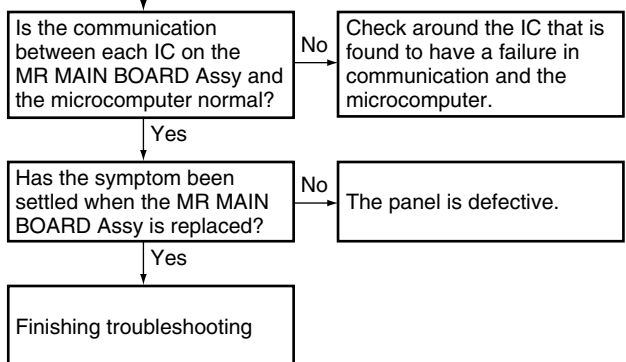 Is the communication
between each IC on the
MR MAIN BOARD Assy and
the microcomputer normal?
No
Check around the IC that is
found to have a failure in
communication and the
microcomputer.
Yes
Has the symptom been
settled when the MR MAIN
BOARD Assy is replaced?
No
The panel is defective.
Yes
Finishing troubleshooting